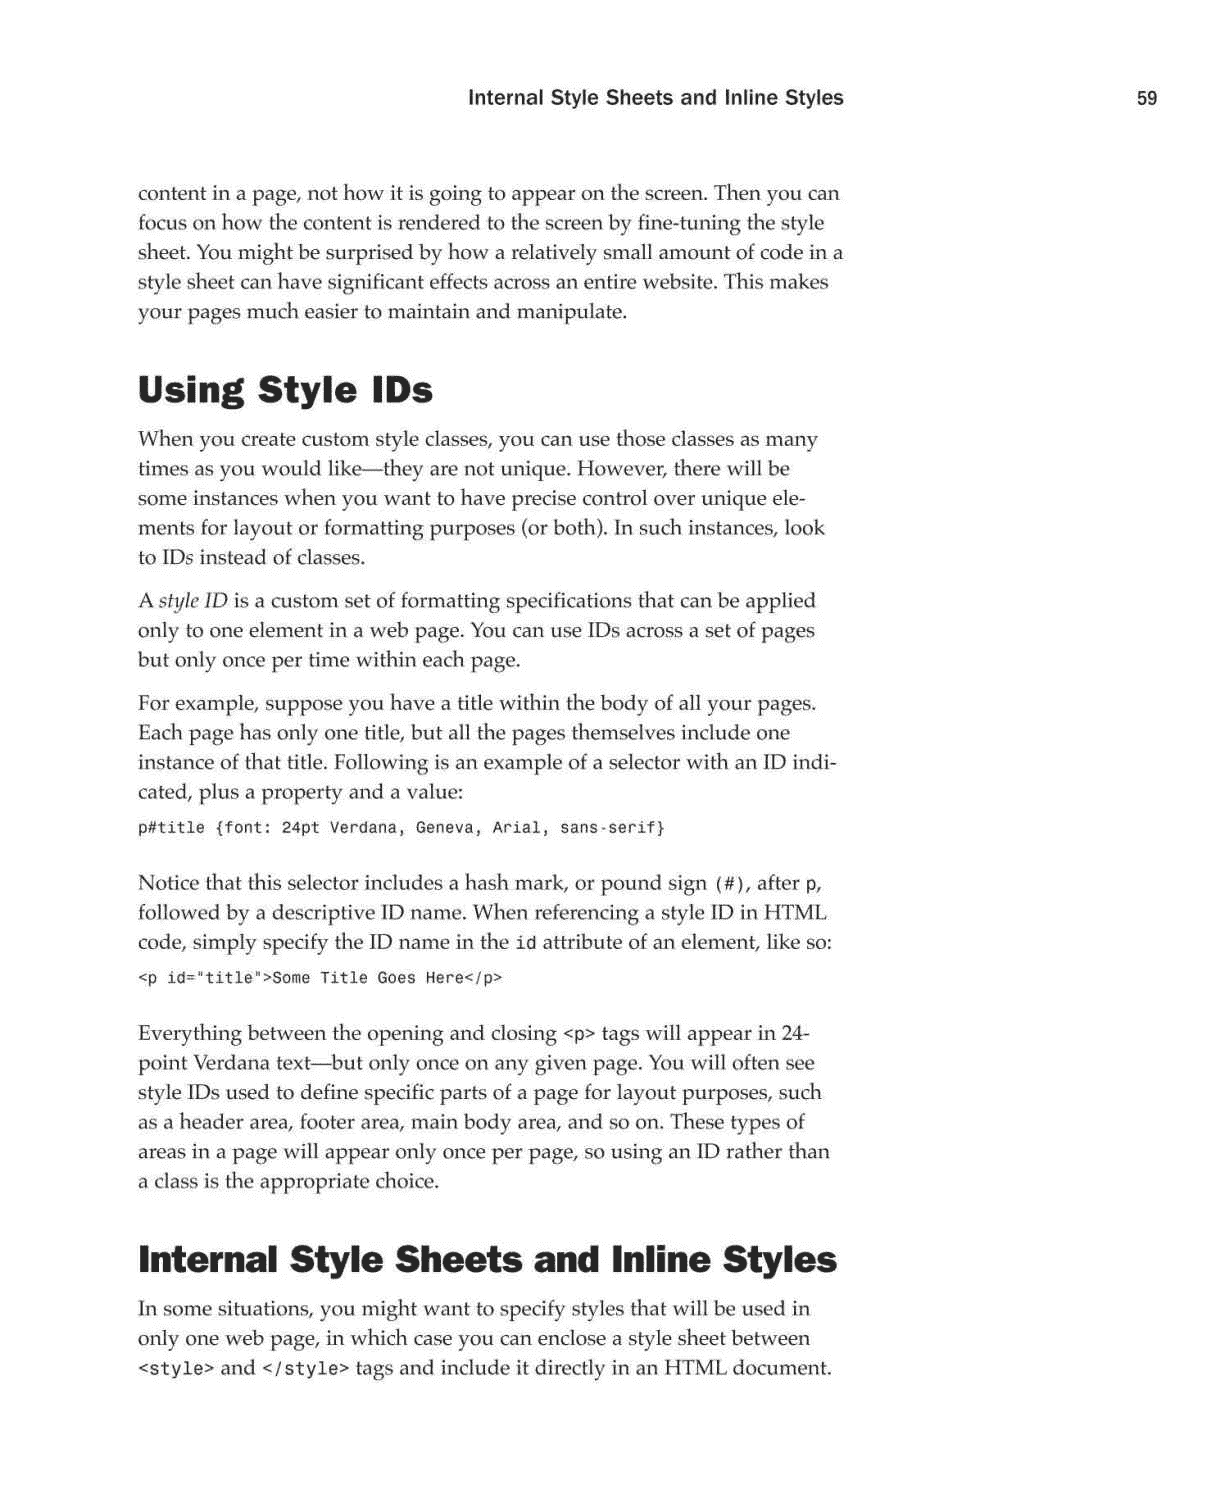 Internal Style Sheets and Inline Styles 59
content in a page, not how it is going to appear on the screen. Then you can
focus on how the content is rendered to the screen by fine-tuning the style
sheet. You might be surprised by how a relatively small amount of code in a
style sheet can have significant effects across an entire website. This makes
your pages much easier to maintain and manipulate.
Using Style IDs
When you create custom style classes, you can use those classes as many
times as you would like—they are not unique. However, there will be
some instances when you want to have precise control over unique ele-
ments for layout or formatting purposes (or both). In such instances, look
to IDs instead of classes.
A style ID is a custom set of formatting specifications that can be applied
only to one element in a web page. You can use IDs across a set of pages
but only once per time within each page.
For example, suppose you have a title within the body of all your pages.
Each page has only one title, but all the pages themselves include one
instance of that title. Following is an example of a selector with an ID indi-
cated, plus a property and a value:
p#title {font: 24pt Verdana, Geneva, Arial, sans-serif}
Notice that this selector includes a hash mark, or pound sign (#), after p,
followed by a descriptive ID name. When referencing a style ID in HTML
code, simply specify the ID name in the id attribute of an element, like so:
<p id="title">Some Title Goes Here</p>
Everything between the opening and closing <p> tags will appear in 24-
point Verdana text—but only once on any given page. You will often see
style IDs used to define specific parts of a page for layout purposes, such
as a header area, footer area, main body area, and so on. These types of
areas in a page will appear only once per page, so using an ID rather than
a class is the appropriate choice.
Internal Style Sheets and Inline Styles
In some situations, you might want to specify styles that will be used in
only one web page, in which case you can enclose a style sheet between
<style> and </style> tags and include it directly in an HTML document.